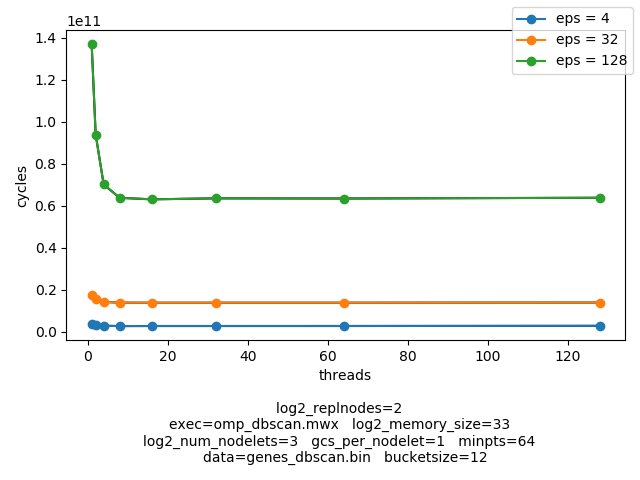 1e11
eps = 4
eps = 32
eps = 128
1.4
1.2
1.0
0.8
0.6
0.4
0.2
0.0
cycles
0 20 40 60 80 100 120
threads
log2_replnodes=2
exec=omp_dbscan.mwx log2_memory_size=33
log2_num_nodelets=3 gcs_per_nodelet=1 minpts=64
data=genes_dbscan.bin bucketsize=12